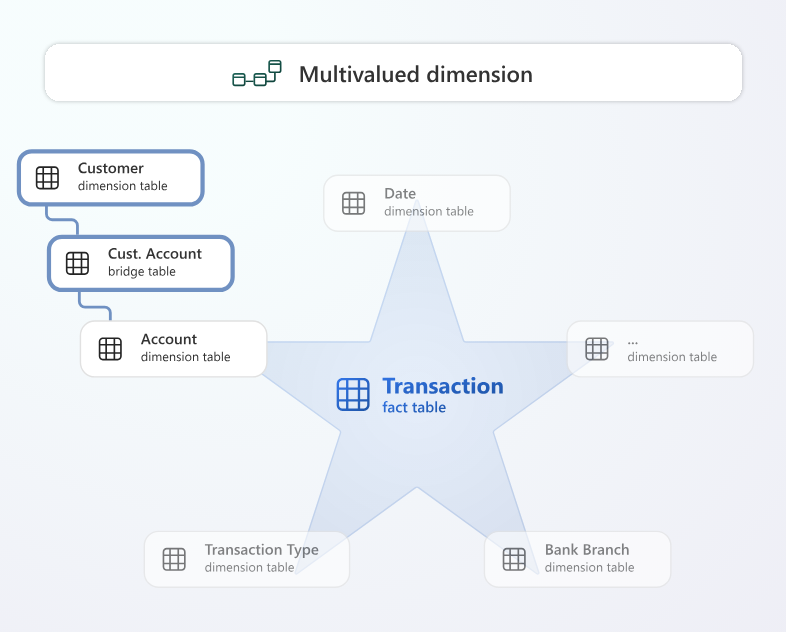 Multivalued dimension
Customer
dimension table
Cust. Account
bridge table
Account
dimension table
Date
dimension table
...
dimension table
Transaction
fact table
Transaction Type
dimension table
Bank Branch
dimension table